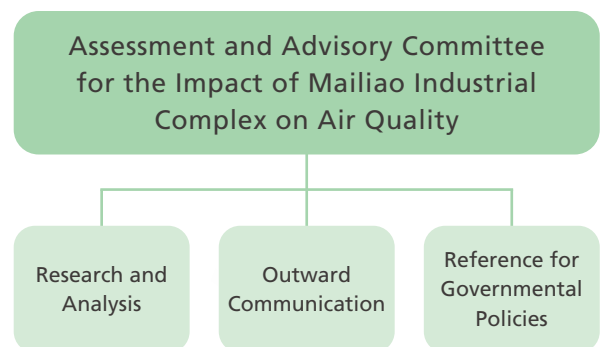 Assessment and Advisory Committee
for the Impact of Mailiao Industrial
Complex on Air Quality
Research and
Analysis
Outward
Communication
Reference for
Governmental
Policies